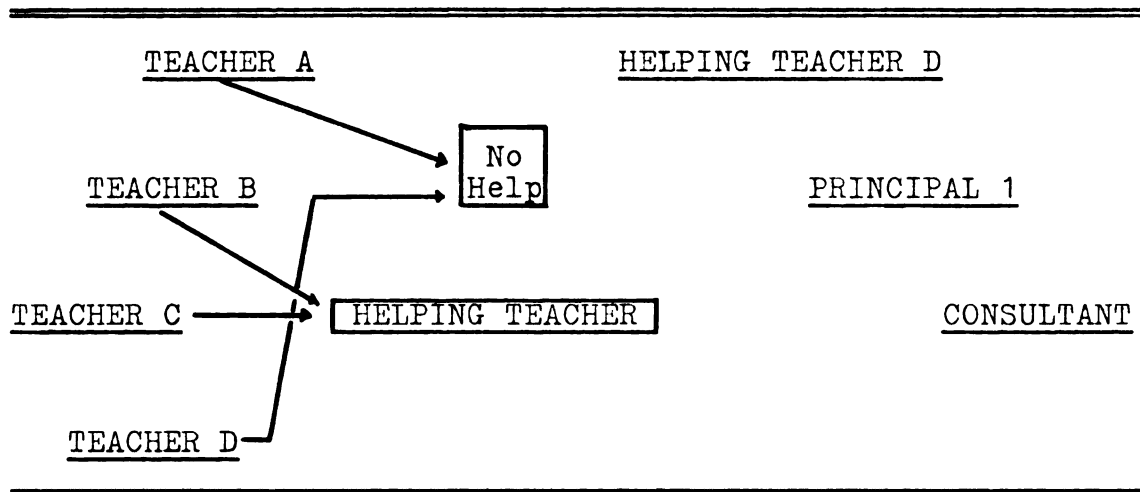 TEACHER A HELPING TEACHER D
No
Help
TEACHER B PRINCIPAL 1
TEACHER C HELPING TEACHER CONSULTANT
TEACHER D